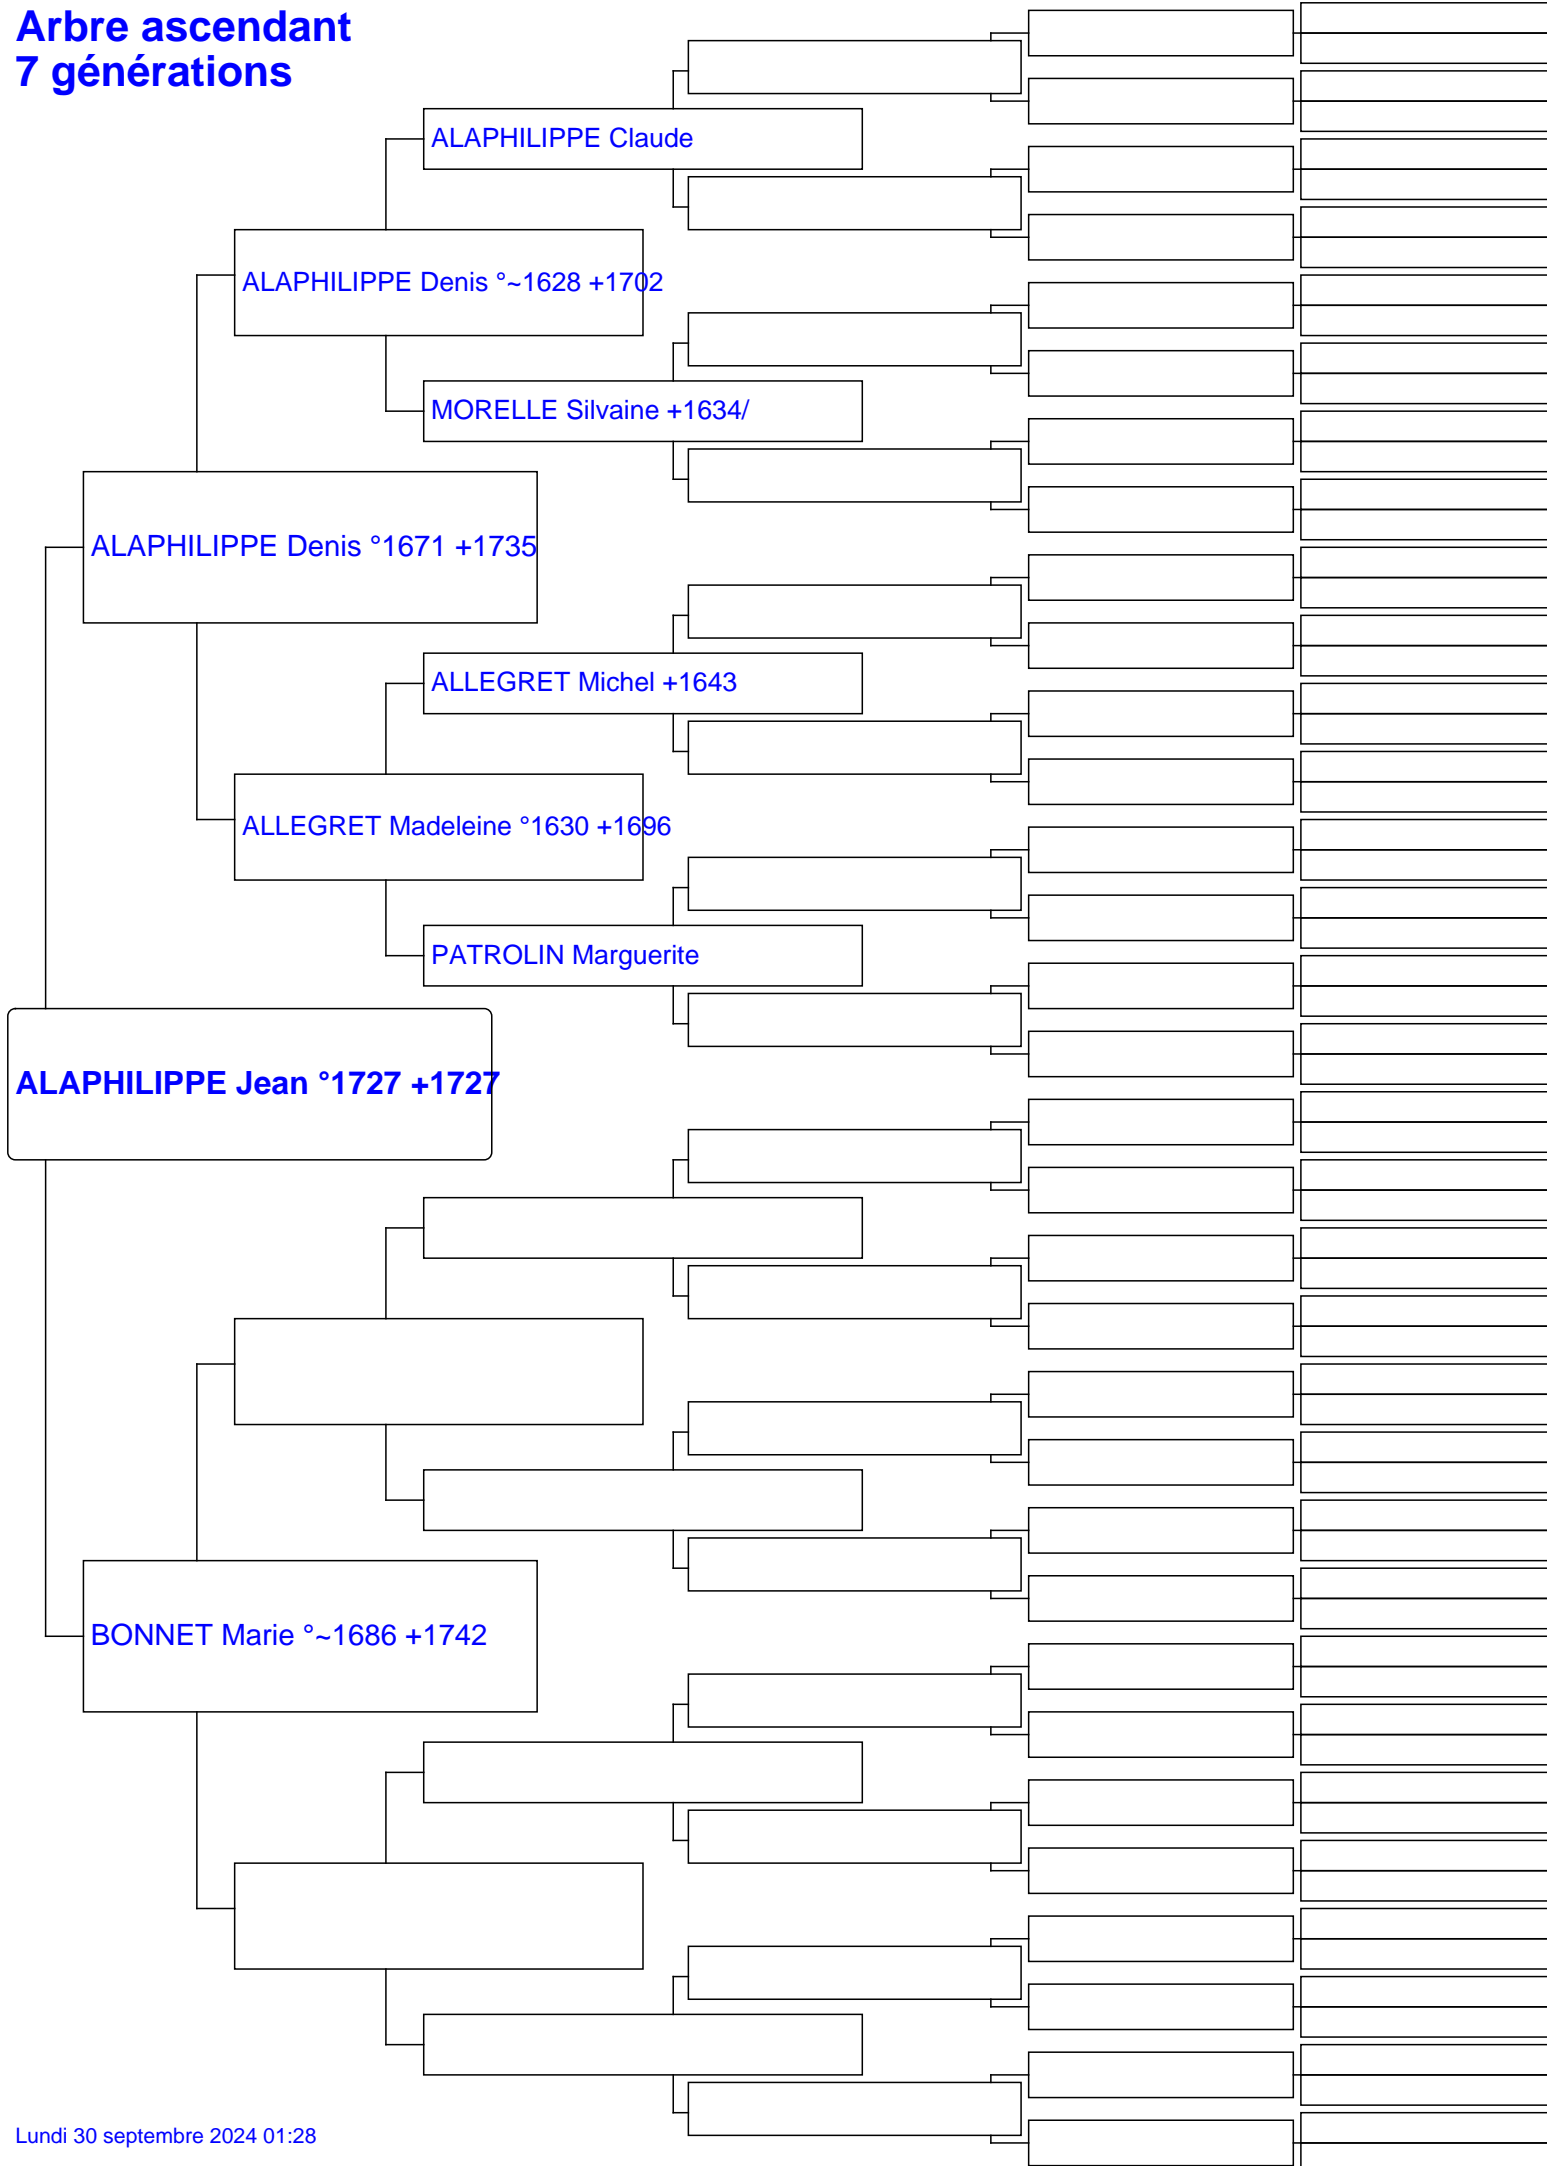 Arbre ascendant
7 générations
ALAPHILIPPE Claude
ALAPHILIPPE Denis °~1628 +1702
MORELLE Silvaine +1634/
ALAPHILIPPE Denis °1671 +1735
ALLEGRET Michel +1643
ALLEGRET Madeleine °1630 +1696
PATROLIN Marguerite
ALAPHILIPPE Jean °1727 +1727
BONNET Marie °~1686 +1742
Lundi 30 septembre 2024 01:28